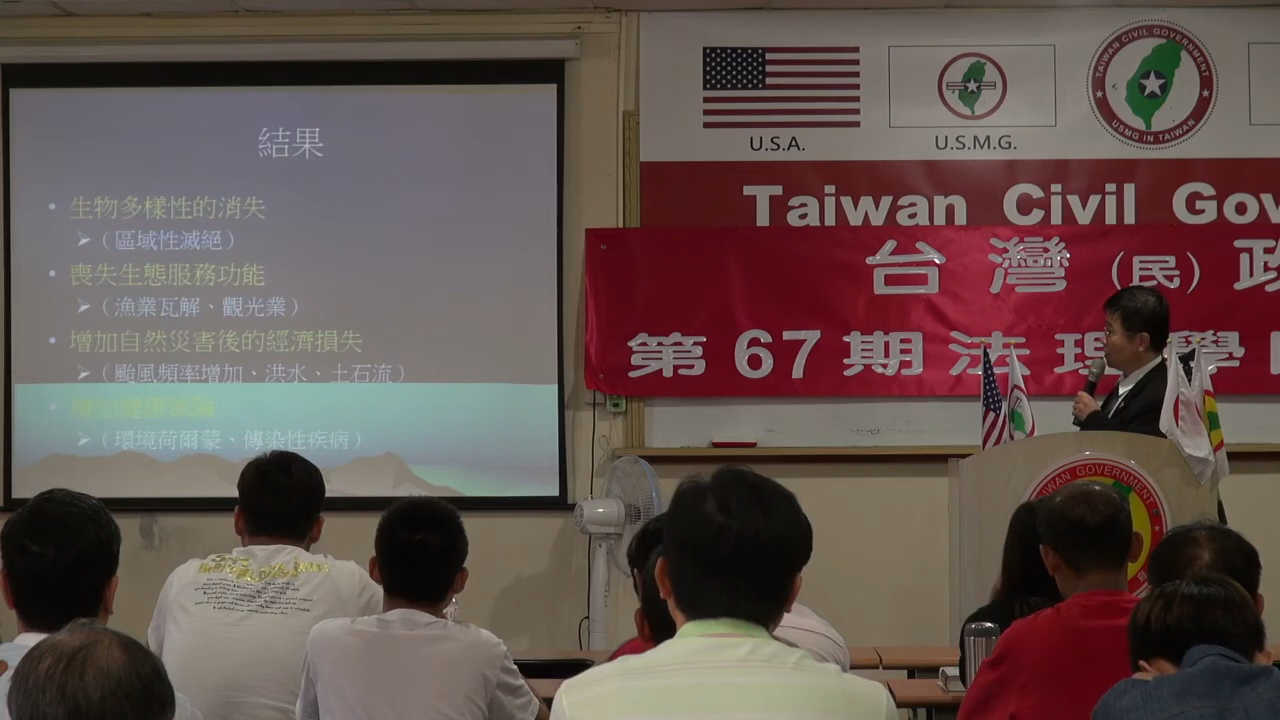 結果
• 生物多樣性的消失
➢（區域性滅絕）
• 喪失生態服務功能
➢（漁業瓦解、觀光業）
• 增加自然災害後的經濟損失
➢（颱風頻率增加、洪水、土石流）
➢（環境荷爾蒙、傳染性疾病）
U.S.A.
U.S.M.G.
TAIWAN CIVIL GOVERNMENT
USMG IN TAIWAN
Taiwan Civil Gov
台灣（民）政
第67期法理學
WAN GOVERNMENT